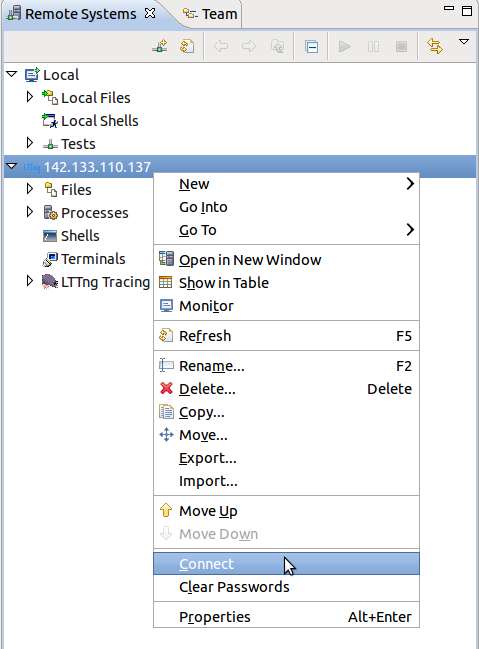 Remote Systems
Team
Local
Local Files
Local Shells
Tests
LTTng 142.133.110.137
Files
Processes
Shells
Terminals
LTTng Tracing
New
Go Into
Go To
Open in New Window
Show in Table
Monitor
Refresh F5
Rename... F2
Delete... Delete
Copy...
Move...
Export...
Import...
Move Up
Move Down
Connect
Clear Passwords
Properties Alt+Enter